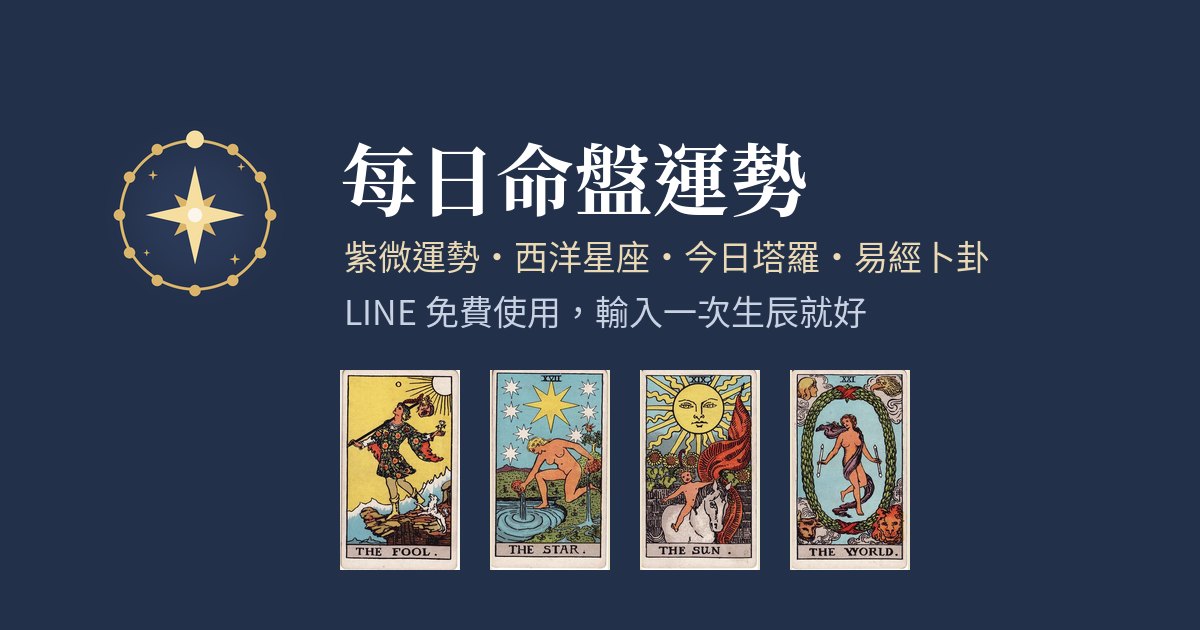 每日命盤運勢
紫微運勢・西洋星座・今日塔羅・易經卜卦
LINE 免費使用，輸入一次生辰就好
0
XVII
XIX
XXI
THE FOOL.
THE STAR.
THE SUN.
THE WORLD.